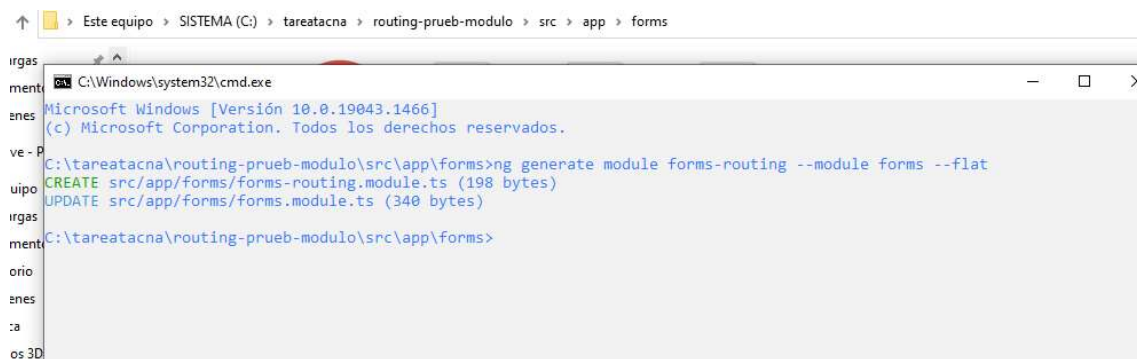 Este equipo > SISTEMA (C:) > tareatacna > routing-prueb-modulo > src > app > forms
C:\Windows\system32\cmd.exe
Microsoft Windows [Versión 10.0.19043.1466]
(c) Microsoft Corporation. Todos los derechos reservados.
C:\tareatacna\routing-prueb-modulo\src\app\forms>ng generate module forms-routing --module forms --flat
CREATE src/app/forms/forms-routing.module.ts (198 bytes)
UPDATE src/app/forms/forms.module.ts (340 bytes)
C:\tareatacna\routing-prueb-modulo\src\app\forms>